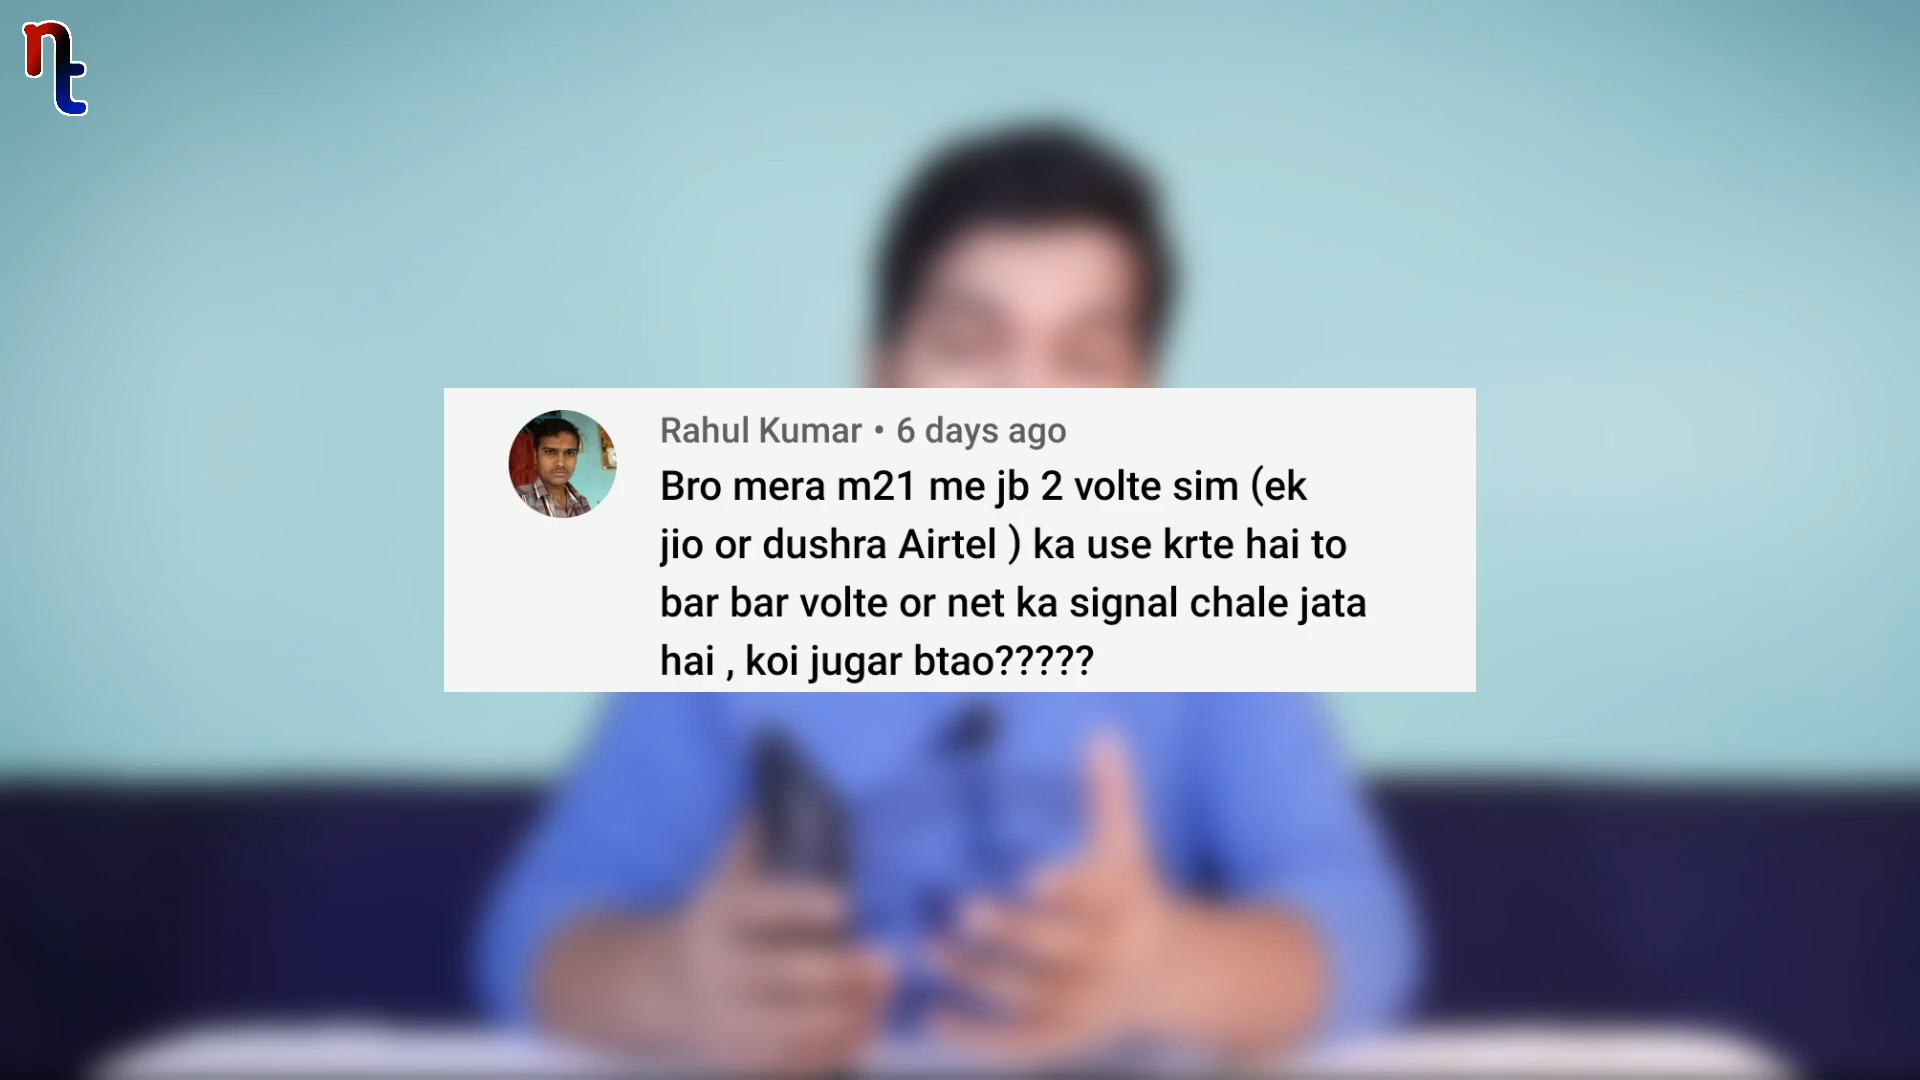 nt
Rahul Kumar • 6 days ago
Bro mera m21 me jb 2 volte sim (ek
jio or dushra Airtel ) ka use krte hai to
bar bar volte or net ka signal chale jata
hai , koi jugar btao?????